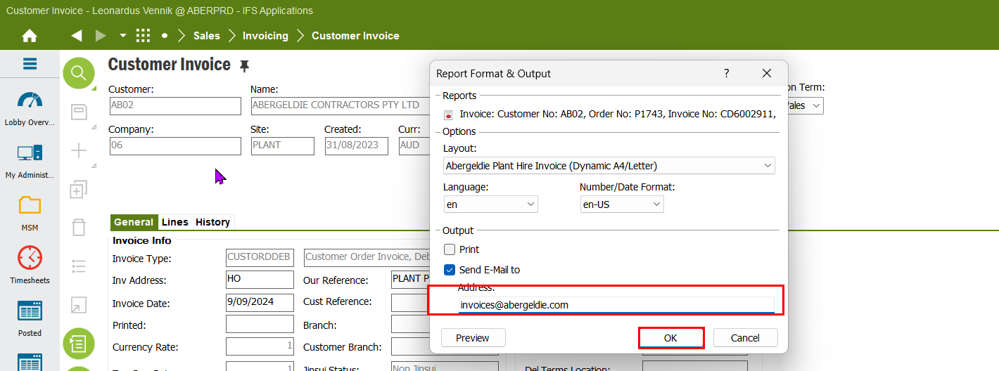 Customer Invoice - Leonardus Vennik @ ABERPRD - IFS Applications
Sales Invoicing Customer Invoice
Customer Invoice
Customer: Name:
AB02 ABERGELDIE CONTRACTORS PTY LTD
Company: Site: Created: Curr:
06 PLANT 31/08/2023 AUD
on Term:
Wales
Lobby Overv...
My Administ...
MSM
Timesheets
Posted
General Lines History
Invoice Info
Invoice Type: CUSTORDDEB Customer Order Invoice, Deb
Inv Address: HO Our Reference: PLANT P
Invoice Date: 9/09/2024 Cust Reference:
Printed: Branch:
Currency Rate: 1 Customer Branch:
1 Jinsui Status: Non Jinsui Del Terms Location:
Report Format & Output ?
Reports
Invoice: Customer No: AB02, Order No: P1743, Invoice No: CD6002911,
Options
Layout:
Abergeldie Plant Hire Invoice (Dynamic A4/Letter)
Language: Number/Date Format:
en en-US
Output
Print
Send E-Mail to
Address:
invoices@abergeldie.com
Preview OK Cancel